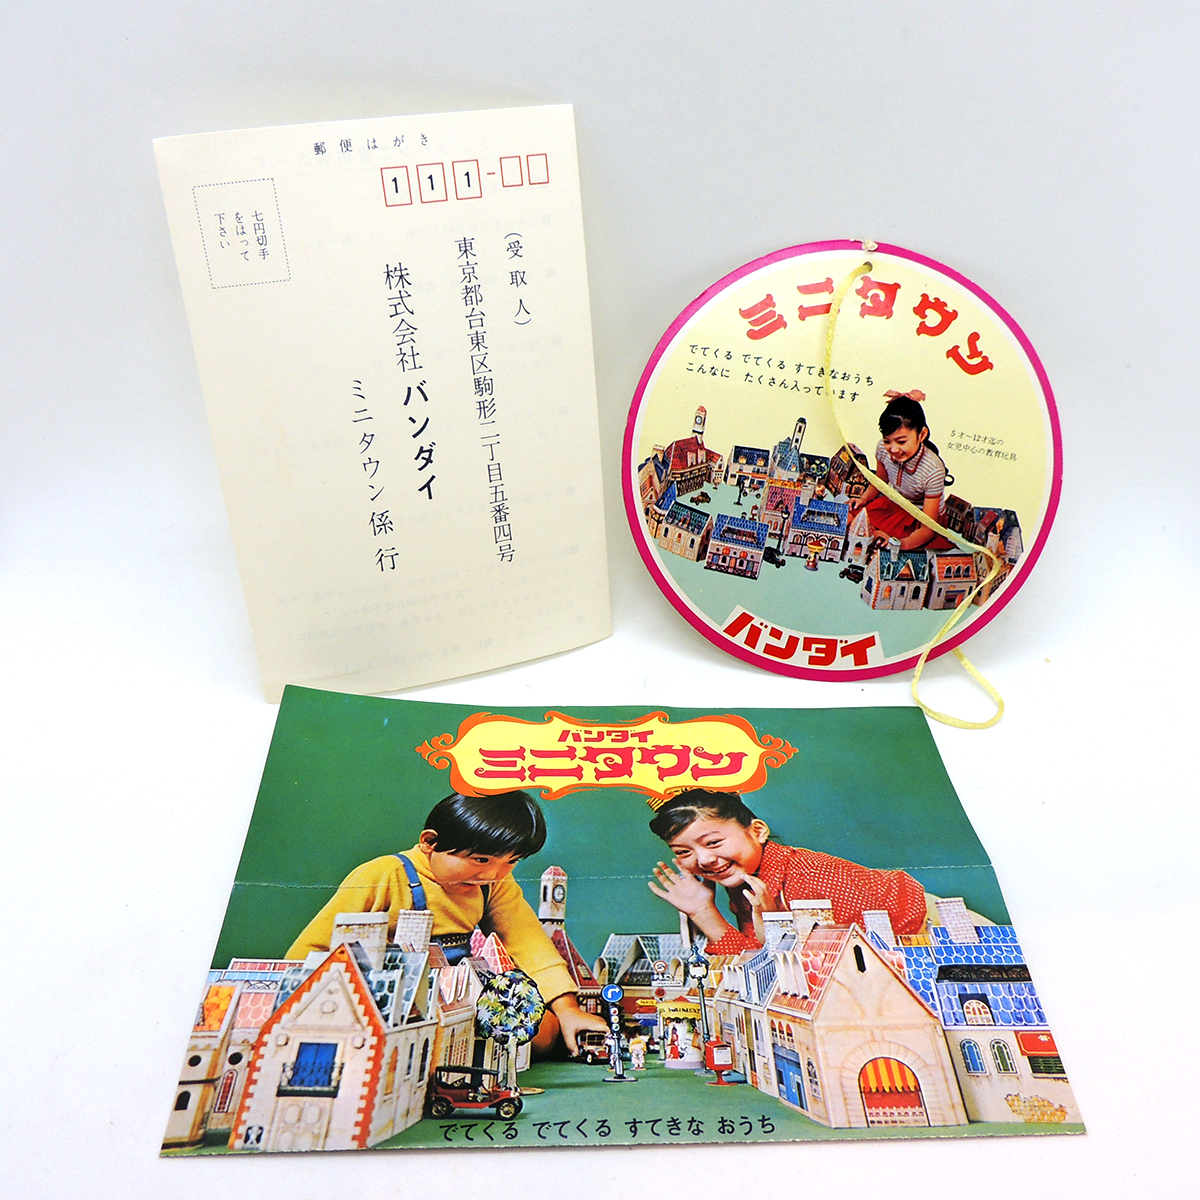 郵便はがき
111-
七円切手
をはって
下さい
(受取人)
東京都台東区駒形二丁目五番四号
株式会社バンダイ
ミニタウン係行
ミニタウン
でてくる でてくる すてきなおうち
こんなに たくさん入っています
5才〜12才迄の
女児中心の教育玩具
バンダイ
バンダイ
ミニタウン
でてくる でてくる すてきな おうち